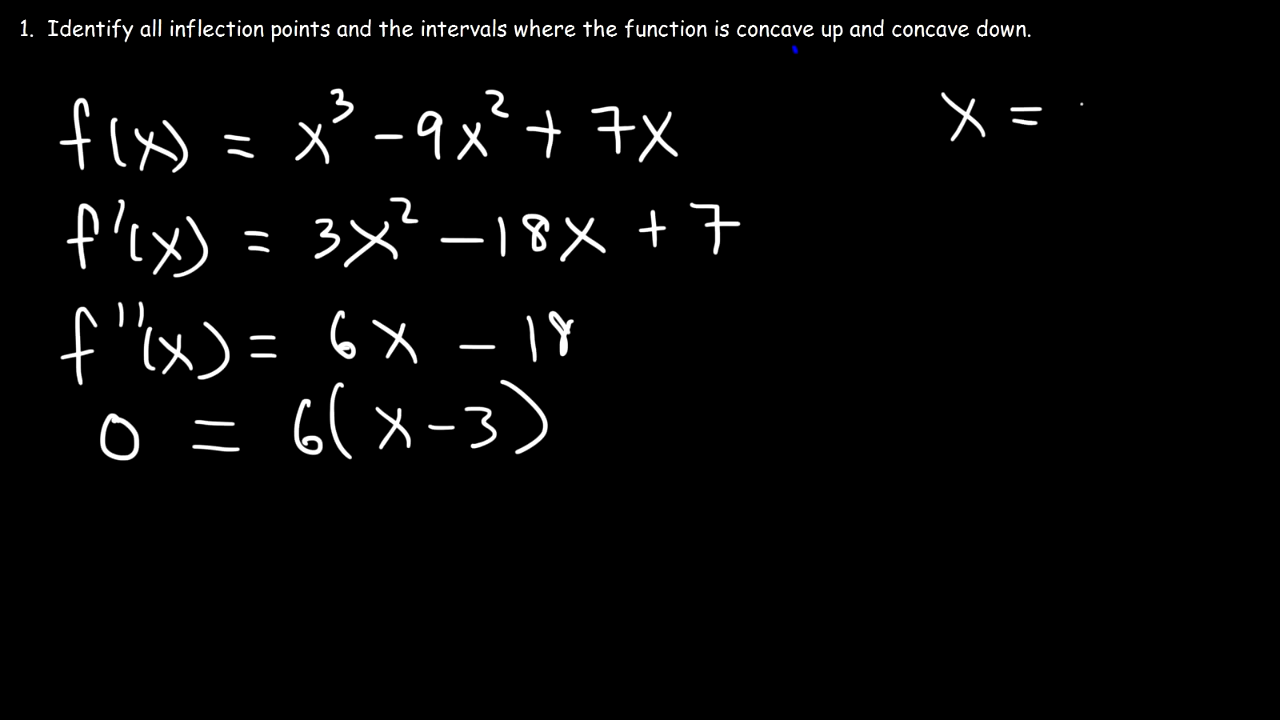 1. Identify all inflection points and the intervals where the function is concave up and concave down.
f(x) = x³ - 9x² + 7x
x =
f'(x) = 3x² - 18x + 7
f''(x) = 6x - 18
0 = 6(x-3)